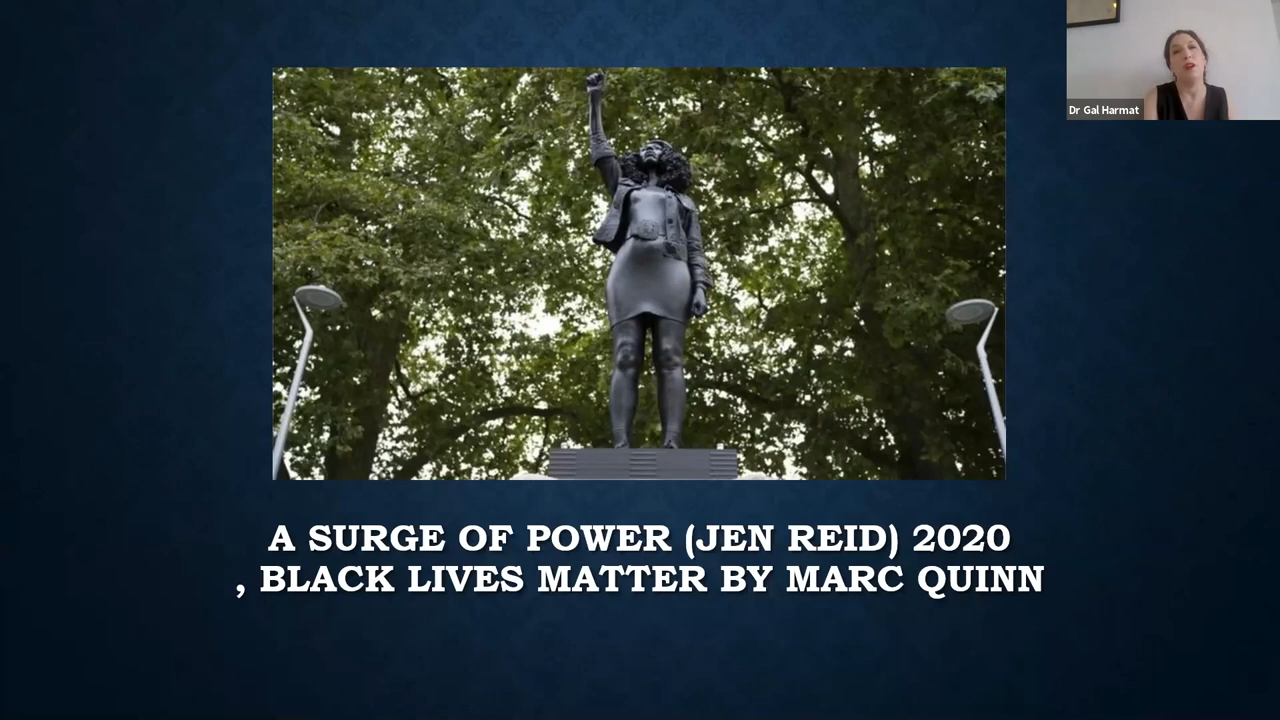 Dr Gal Harmat
A SURGE OF POWER (JEN REID) 2020
, BLACK LIVES MATTER BY MARC QUINN